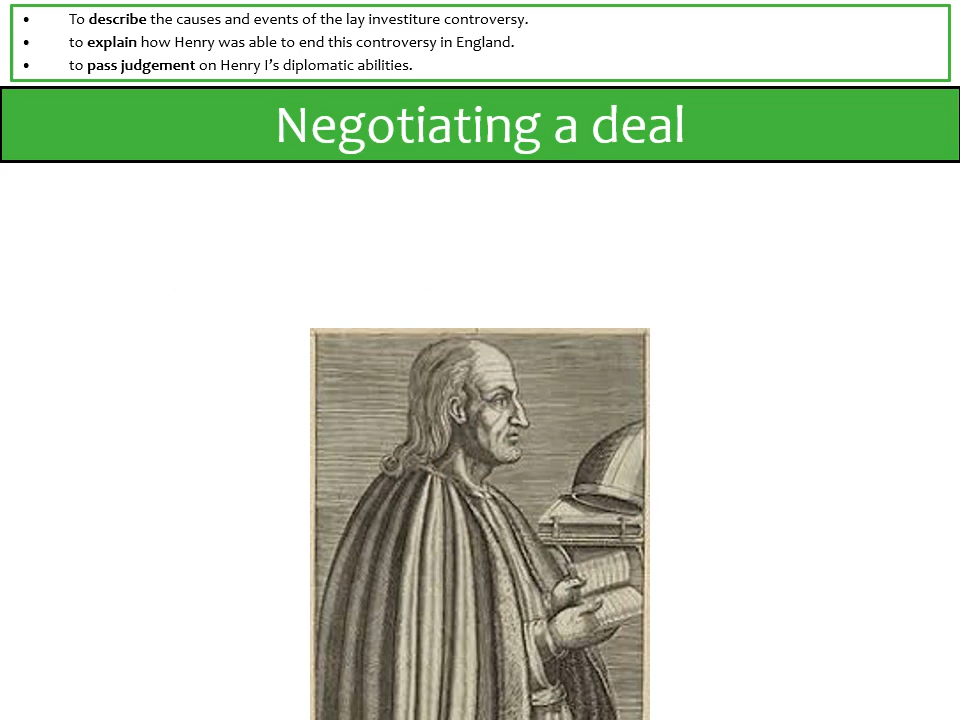 • To describe the causes and events of the lay investiture controversy.
• to explain how Henry was able to end this controversy in England.
• to pass judgement on Henry I's diplomatic abilities.
Negotiating a deal